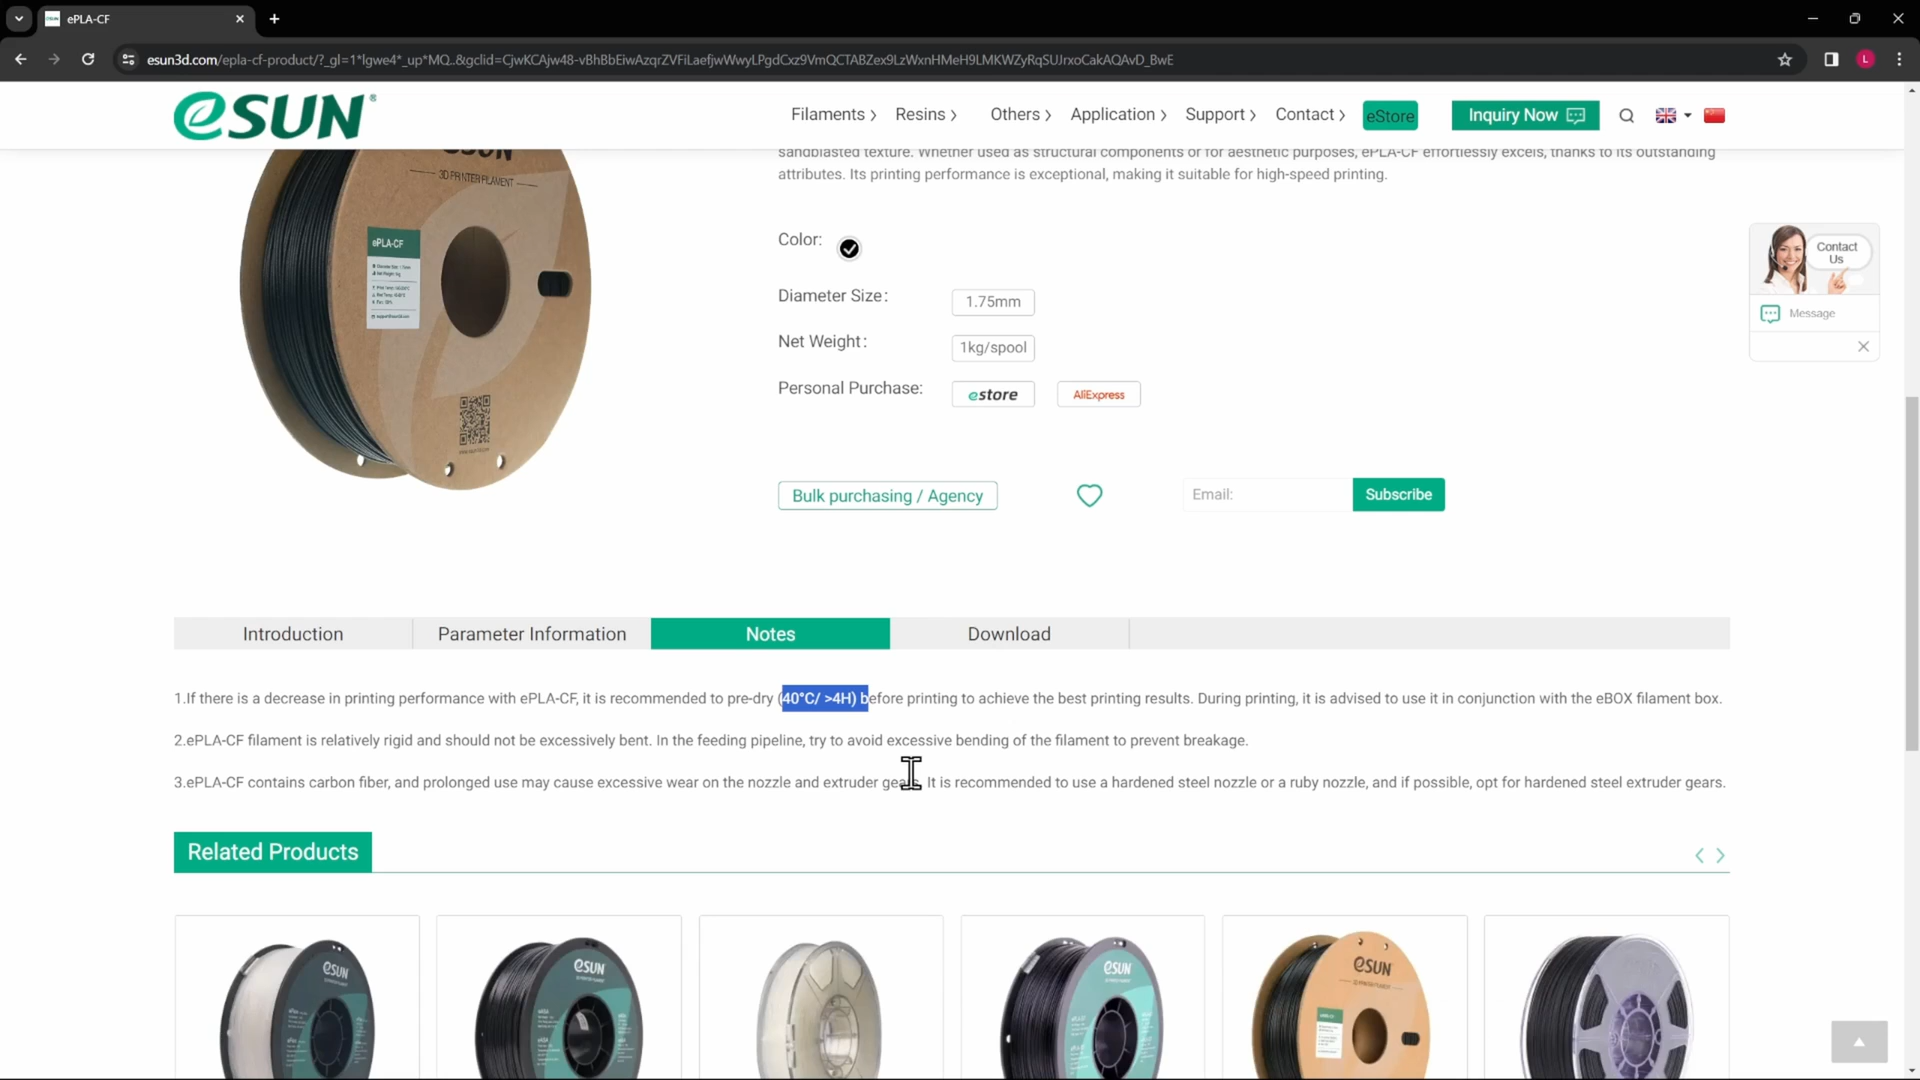 ePLA-CF
esun3d.com/epla-cf-product/?_gl=1*lgwe4*_up*MQ..&gclid=CjwKCAjw48-vBhBbEiwAzqrZVFiLaefjwWwyLPgdCxz9VmQCTABZex9LzWxnHMeH9LMKWZyRqSUJrxoCakAQAvD_BwE
L
eSUN®
Filaments
Resins
Others
Application
Support
Contact
eStore
Inquiry Now
sandblasted texture. Whether used as structural components or for aesthetic purposes, ePLA-CF effortlessly excels, thanks to its outstanding
attributes. Its printing performance is exceptional, making it suitable for high-speed printing.
3D PRINTER FILAMENT
ePLA-CF
Color:
Diameter Size:
1.75mm
Net Weight:
1kg/spool
Personal Purchase:
estore
AliExpress
Contact
Us
Message
Bulk purchasing / Agency
Email:
Subscribe
Introduction
Parameter Information
Notes
Download
1.If there is a decrease in printing performance with ePLA-CF, it is recommended to pre-dry (40°C/ >4H) before printing to achieve the best printing results. During printing, it is advised to use it in conjunction with the eBOX filament box.
2.ePLA-CF filament is relatively rigid and should not be excessively bent. In the feeding pipeline, try to avoid excessive bending of the filament to prevent breakage.
3.ePLA-CF contains carbon fiber, and prolonged use may cause excessive wear on the nozzle and extruder gears. It is recommended to use a hardened steel nozzle or a ruby nozzle, and if possible, opt for hardened steel extruder gears.
Related Products
eSUN
eSUN
eSUN
eSUN